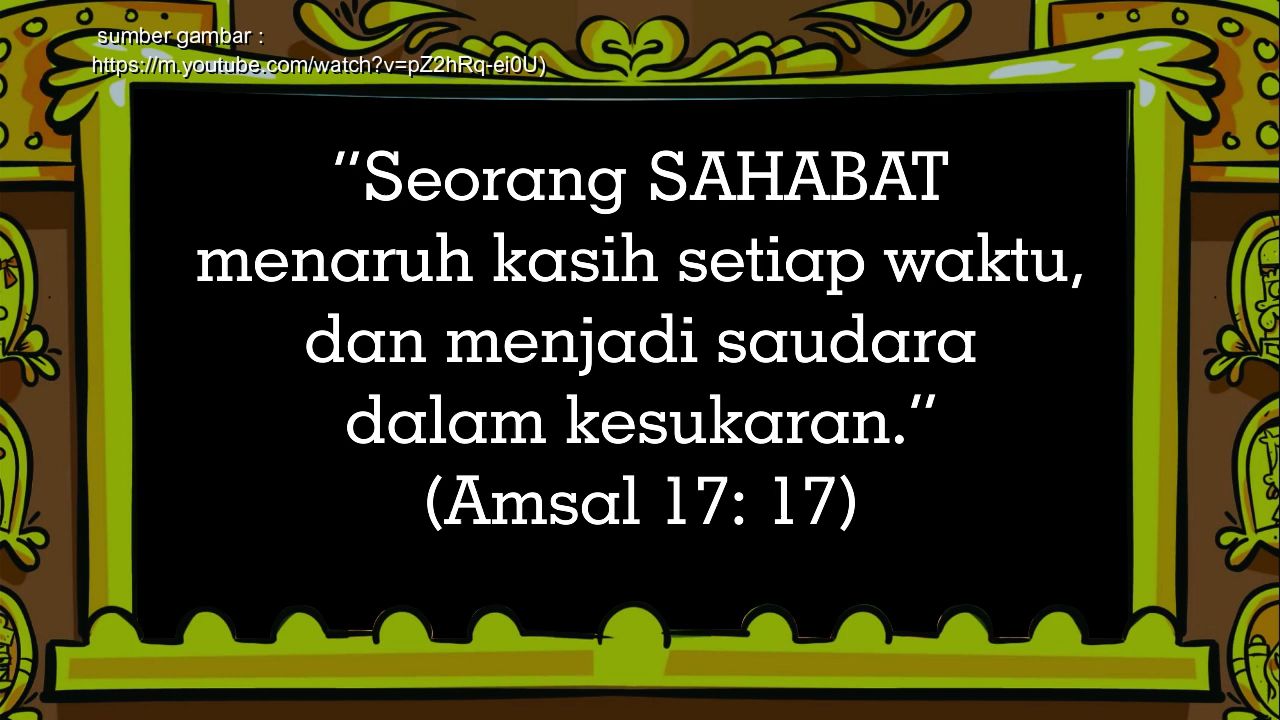 sumber gambar :
https://m.youtube.com/watch?v=pZ2hRq-ei0U)
"Seorang SAHABAT
menaruh kasih setiap waktu,
dan menjadi saudara
dalam kesukaran."
(Amsal 17: 17)